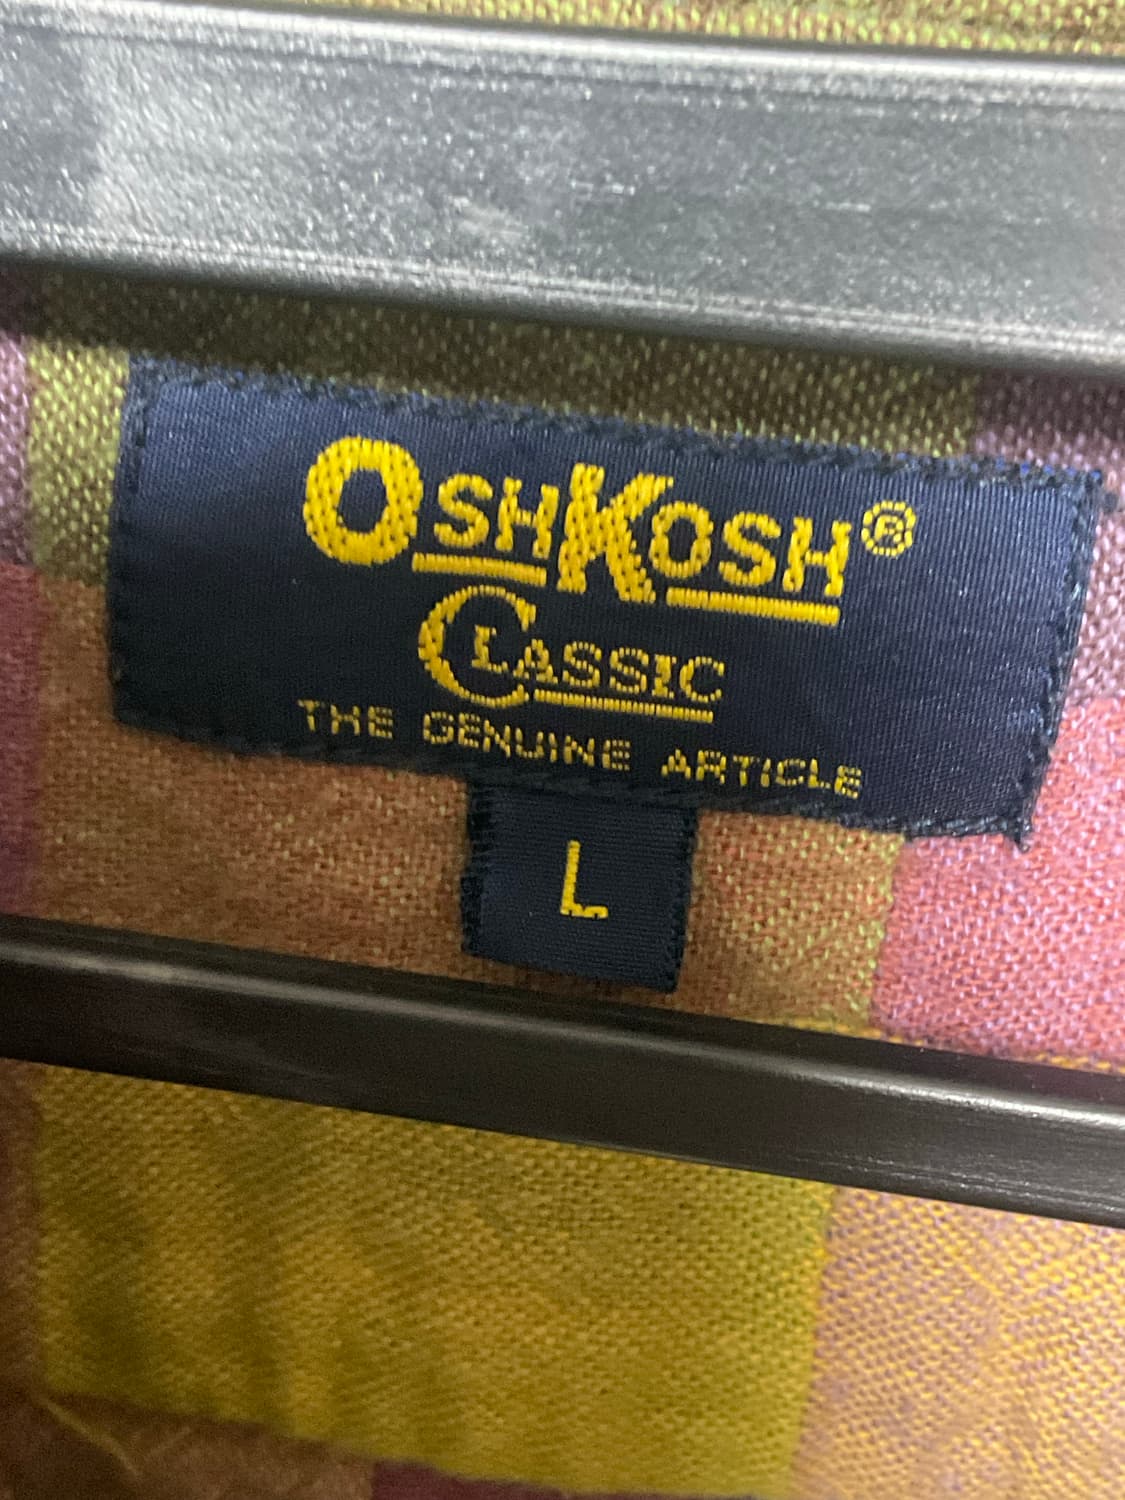 OSHKOSH®
CLASSIC
THE GENUINE ARTICLE
L